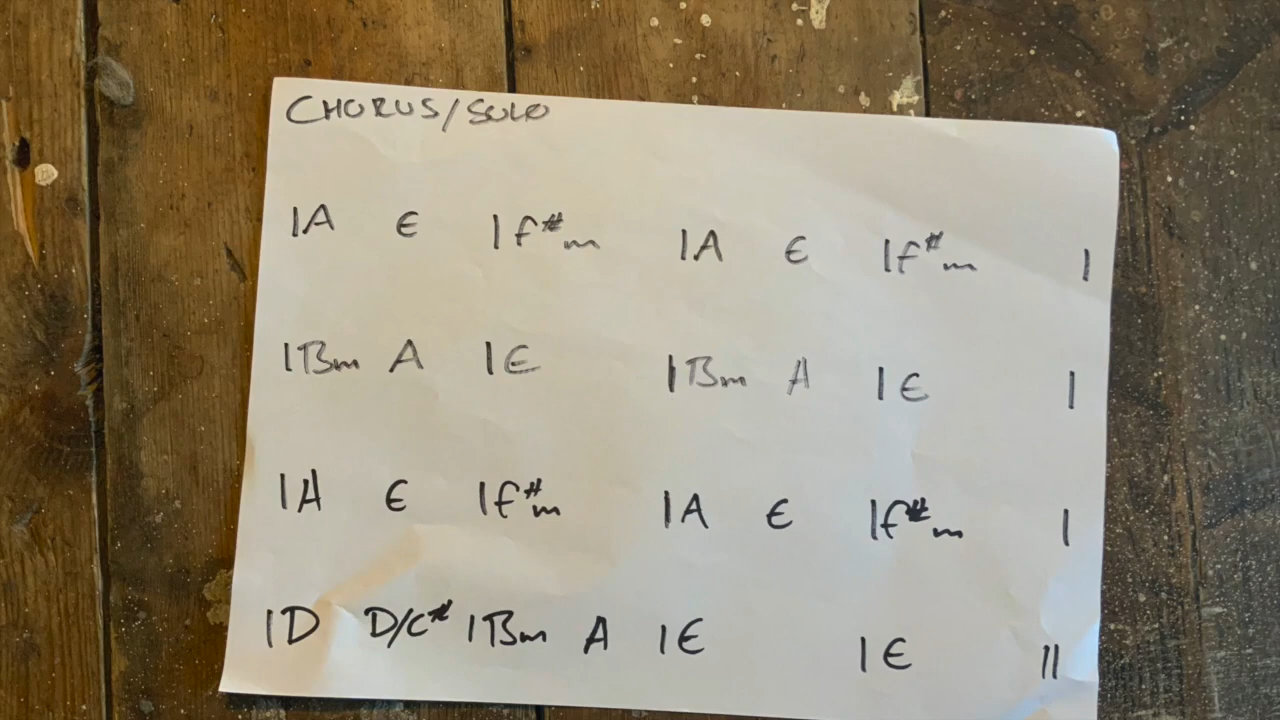 CHORUS/SOLO
|A E |F#m |A E |F#m |
|Bm A |E |Bm A |E |
|A E |F#m |A E |F#m |
|D D/C# |Bm A |E |E ||